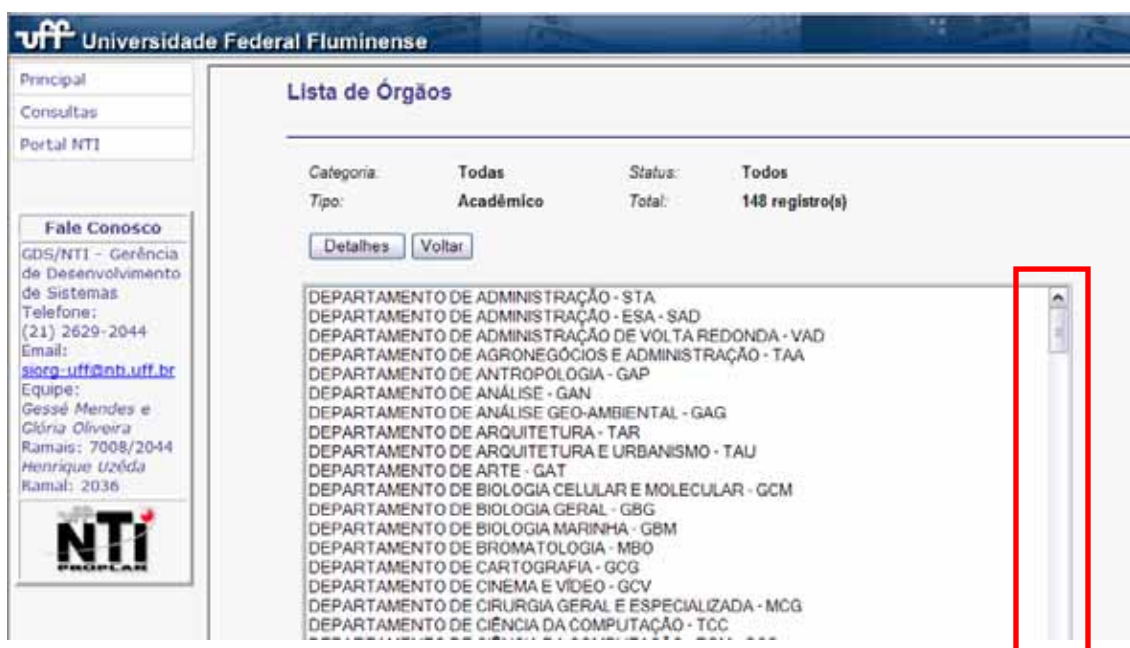 uff Universidade Federal Fluminense
Principal
Consultas
Portal NTI
Fale Conosco
GDS/NTI - Gerência
de Desenvolvimento
de Sistemas
Telefone:
(21) 2629-2044
Email:
siorg-uff@nti.uff.br
Equipe:
Gessé Mendes e
Glória Oliveira
Ramais: 7008/2044
Henrique Uzêda
Ramal: 2036
NTi
PROPLAN
Lista de Órgãos
Categoria: Todas Status: Todos
Tipo: Acadêmico Total: 148 registro(s)
Detalhes Voltar
DEPARTAMENTO DE ADMINISTRAÇÃO - STA
DEPARTAMENTO DE ADMINISTRAÇÃO - ESA - SAD
DEPARTAMENTO DE ADMINISTRAÇÃO DE VOLTA REDONDA - VAD
DEPARTAMENTO DE AGRONEGÓCIOS E ADMINISTRAÇÃO - TAA
DEPARTAMENTO DE ANTROPOLOGIA - GAP
DEPARTAMENTO DE ANÁLISE - GAN
DEPARTAMENTO DE ANÁLISE GEO-AMBIENTAL - GAG
DEPARTAMENTO DE ARQUITETURA - TAR
DEPARTAMENTO DE ARQUITETURA E URBANISMO - TAU
DEPARTAMENTO DE ARTE - GAT
DEPARTAMENTO DE BIOLOGIA CELULAR E MOLECULAR - GCM
DEPARTAMENTO DE BIOLOGIA GERAL - GBG
DEPARTAMENTO DE BIOLOGIA MARINHA - GBM
DEPARTAMENTO DE BROMATOLOGIA - MBO
DEPARTAMENTO DE CARTOGRAFIA - GCG
DEPARTAMENTO DE CINEMA E VÍDEO - GCV
DEPARTAMENTO DE CIRURGIA GERAL E ESPECIALIZADA - MCG
DEPARTAMENTO DE CIÊNCIA DA COMPUTAÇÃO - TCC